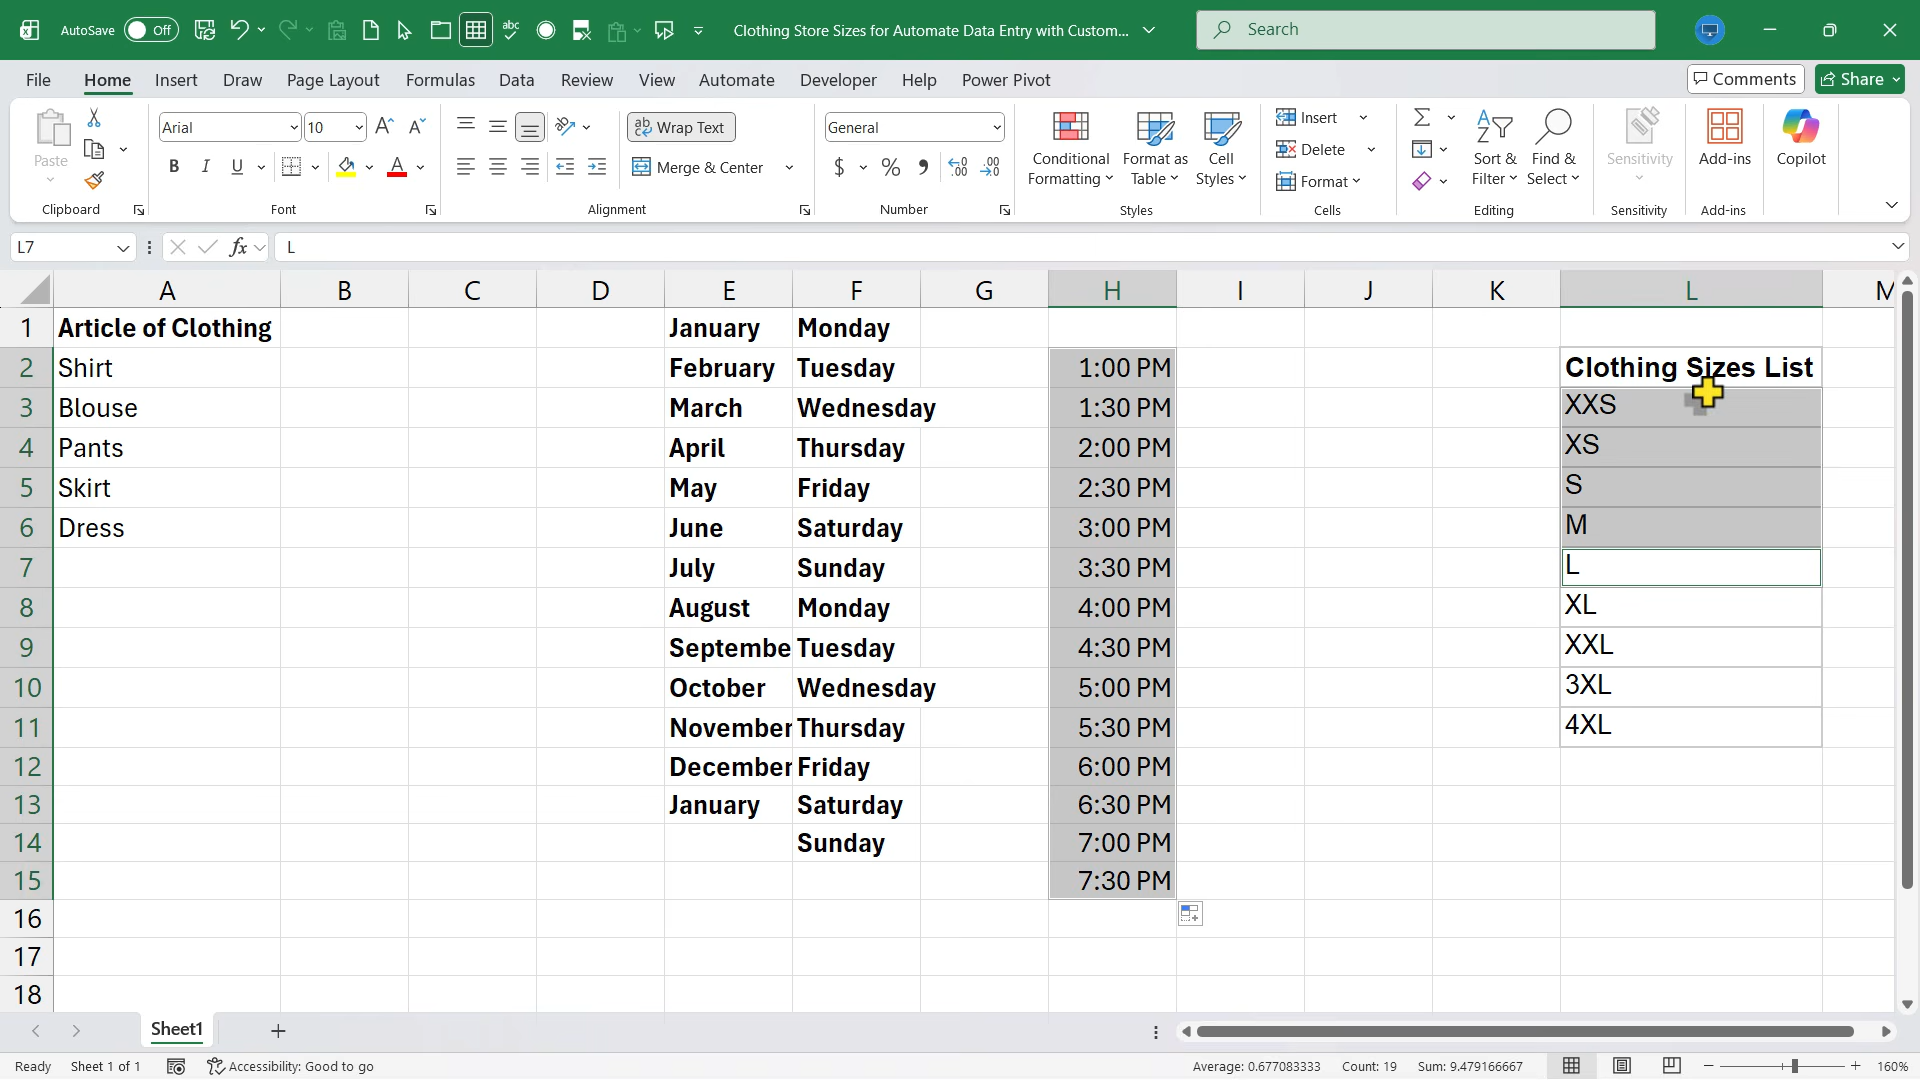 AutoSave Off Clothing Store Sizes for Automate Data Entry with Custom... Search
File Home Insert Draw Page Layout Formulas Data Review View Automate Developer Help Power Pivot Comments Share
Paste Arial 10 Wrap Text General Conditional Formatting Format as Table Cell Styles Insert Sort & Filter Find & Select Sensitivity Add-ins Copilot
B I U Merge & Center $ % Delete
Format
Clipboard Font Alignment Number Styles Cells Editing Sensitivity Add-ins
L7 fx L
A B C D E F G H I J K L M
1 Article of Clothing January Monday
2 Shirt February Tuesday 1:00 PM Clothing Sizes List
3 Blouse March Wednesday 1:30 PM XXS
4 Pants April Thursday 2:00 PM XS
5 Skirt May Friday 2:30 PM S
6 Dress June Saturday 3:00 PM M
7 July Sunday 3:30 PM L
8 August Monday 4:00 PM XL
9 Septembe Tuesday 4:30 PM XXL
10 October Wednesday 5:00 PM 3XL
11 November Thursday 5:30 PM 4XL
12 December Friday 6:00 PM
13 January Saturday 6:30 PM
14 Sunday 7:00 PM
15 7:30 PM
16
17
18
Sheet1
Ready Sheet 1 of 1 Accessibility: Good to go Average: 0.677083333 Count: 19 Sum: 9.479166667 160%